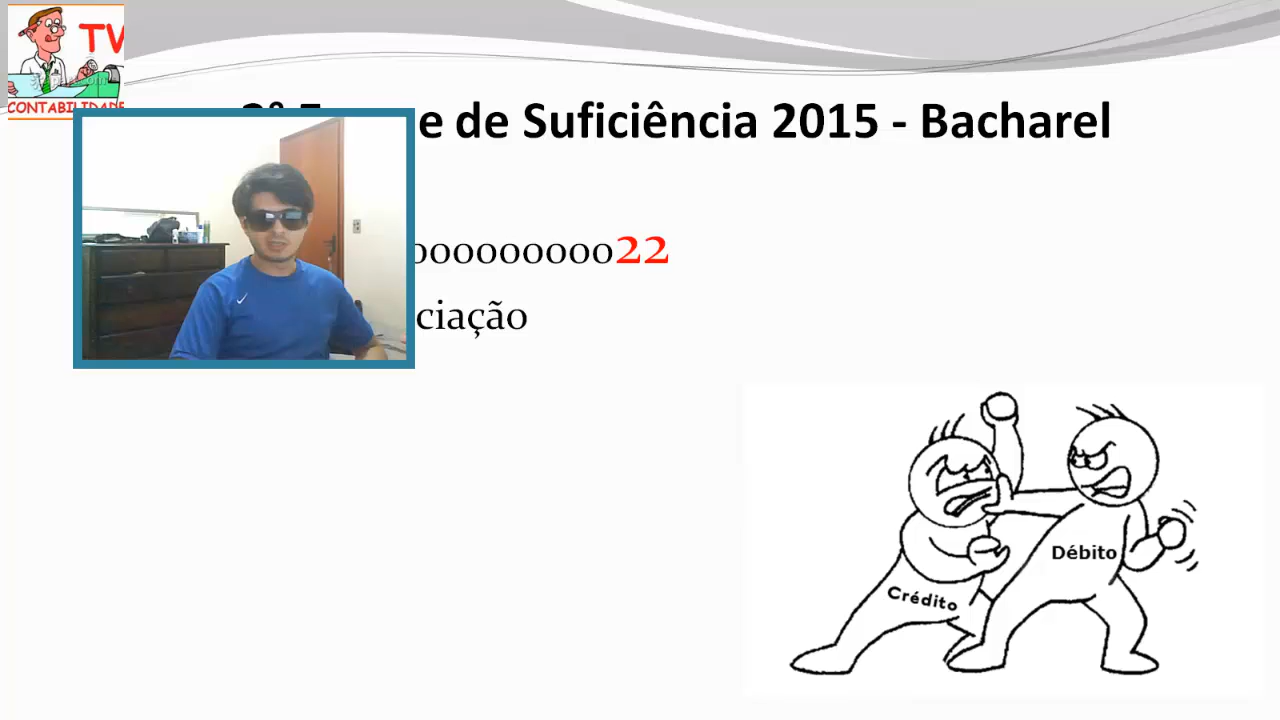 TV
CONTABILIDADE
e de Suficiência 2015 - Bacharel
ooooooooo22
ciação
Débito
Crédito